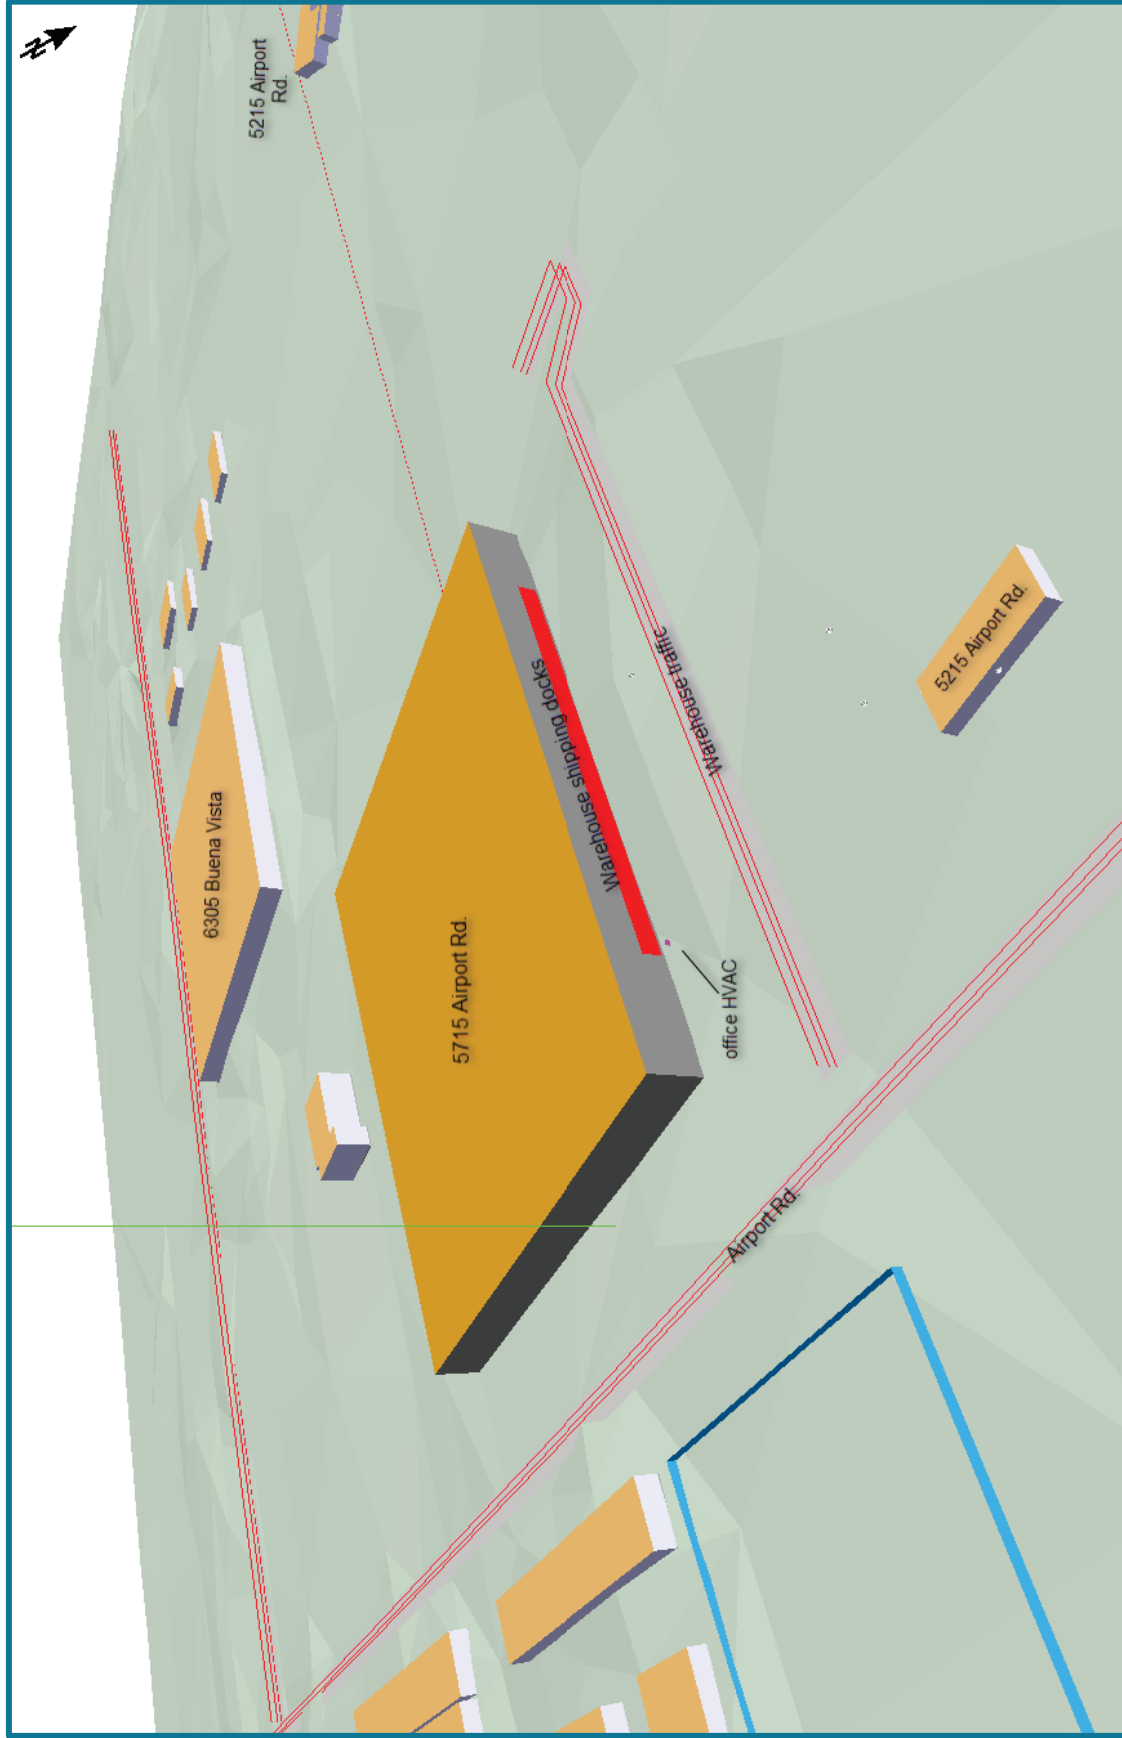 N
5215 Airport
Rd.
6305 Buena Vista
5715 Airport Rd.
Warehouse shipping docks
Warehouse traffic
5215 Airport Rd.
office HVAC
Airport Rd.